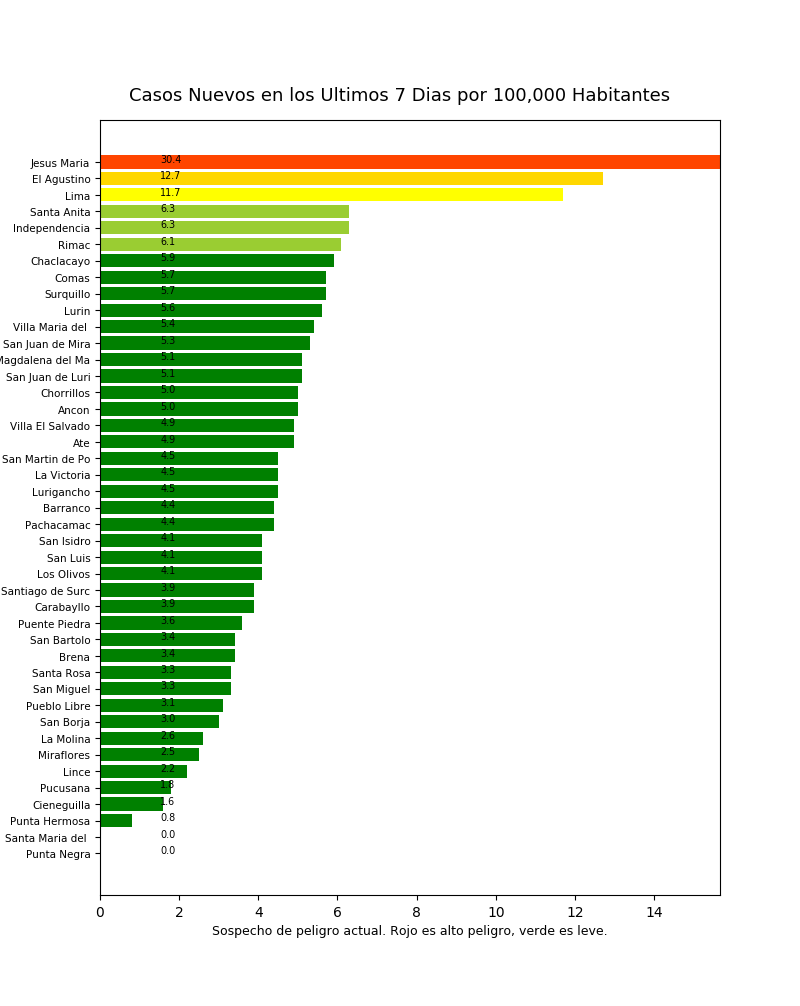 Casos Nuevos en los Ultimos 7 Dias por 100,000 Habitantes
Jesus Maria 30.4
El Agustino 12.7
Lima 11.7
Santa Anita 6.3
Independencia 6.3
Rimac 6.1
Chaclacayo 5.9
Comas 5.7
Surquillo 5.7
Lurin 5.6
Villa Maria del 5.4
San Juan de Mira 5.3
Magdalena del Ma 5.1
San Juan de Luri 5.1
Chorrillos 5.0
Ancon 5.0
Villa El Salvado 4.9
Ate 4.9
San Martin de Po 4.5
La Victoria 4.5
Lurigancho 4.5
Barranco 4.4
Pachacamac 4.4
San Isidro 4.1
San Luis 4.1
Los Olivos 4.1
Santiago de Surc 3.9
Carabayllo 3.9
Puente Piedra 3.6
San Bartolo 3.4
Brena 3.4
Santa Rosa 3.3
San Miguel 3.3
Pueblo Libre 3.1
San Borja 3.0
La Molina 2.6
Miraflores 2.5
Lince 2.2
Pucusana 1.8
Cieneguilla 1.6
Punta Hermosa 0.8
Santa Maria del 0.0
Punta Negra 0.0
0 2 4 6 8 10 12 14
Sospecho de peligro actual. Rojo es alto peligro, verde es leve.